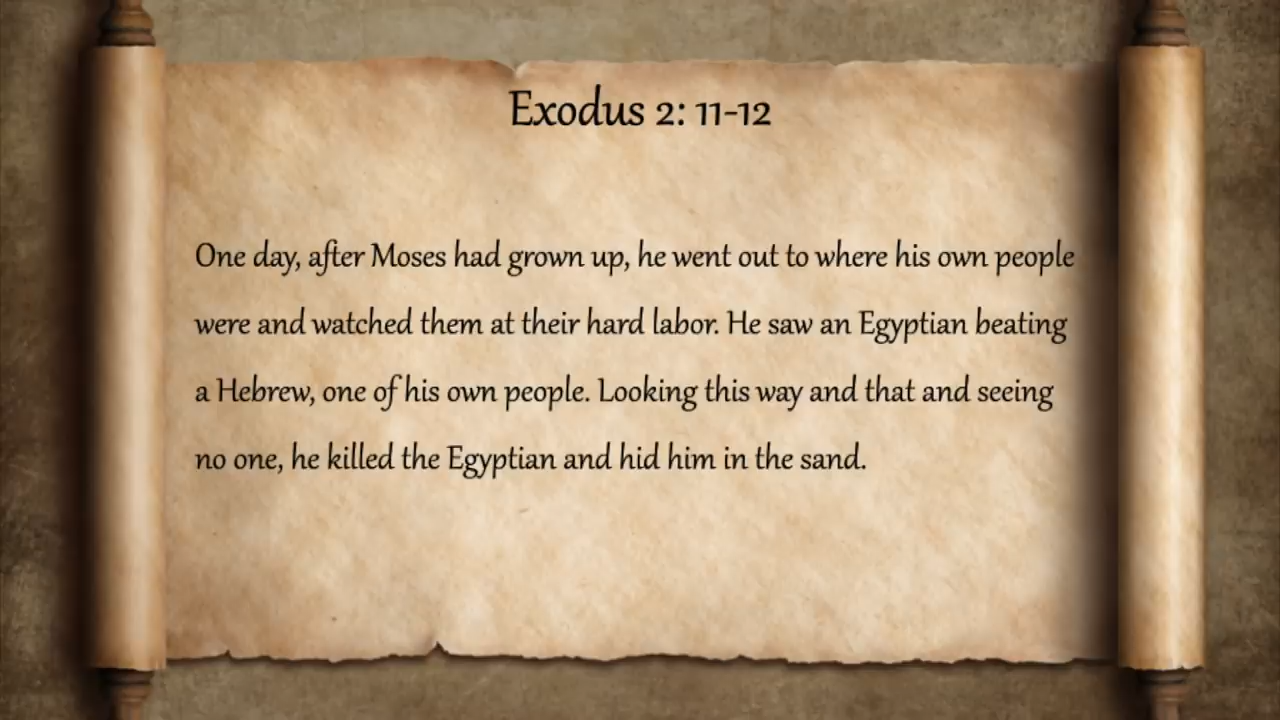 Exodus 2: 11-12
One day, after Moses had grown up, he went out to where his own people
were and watched them at their hard labor. He saw an Egyptian beating
a Hebrew, one of his own people. Looking this way and that and seeing
no one, he killed the Egyptian and hid him in the sand.